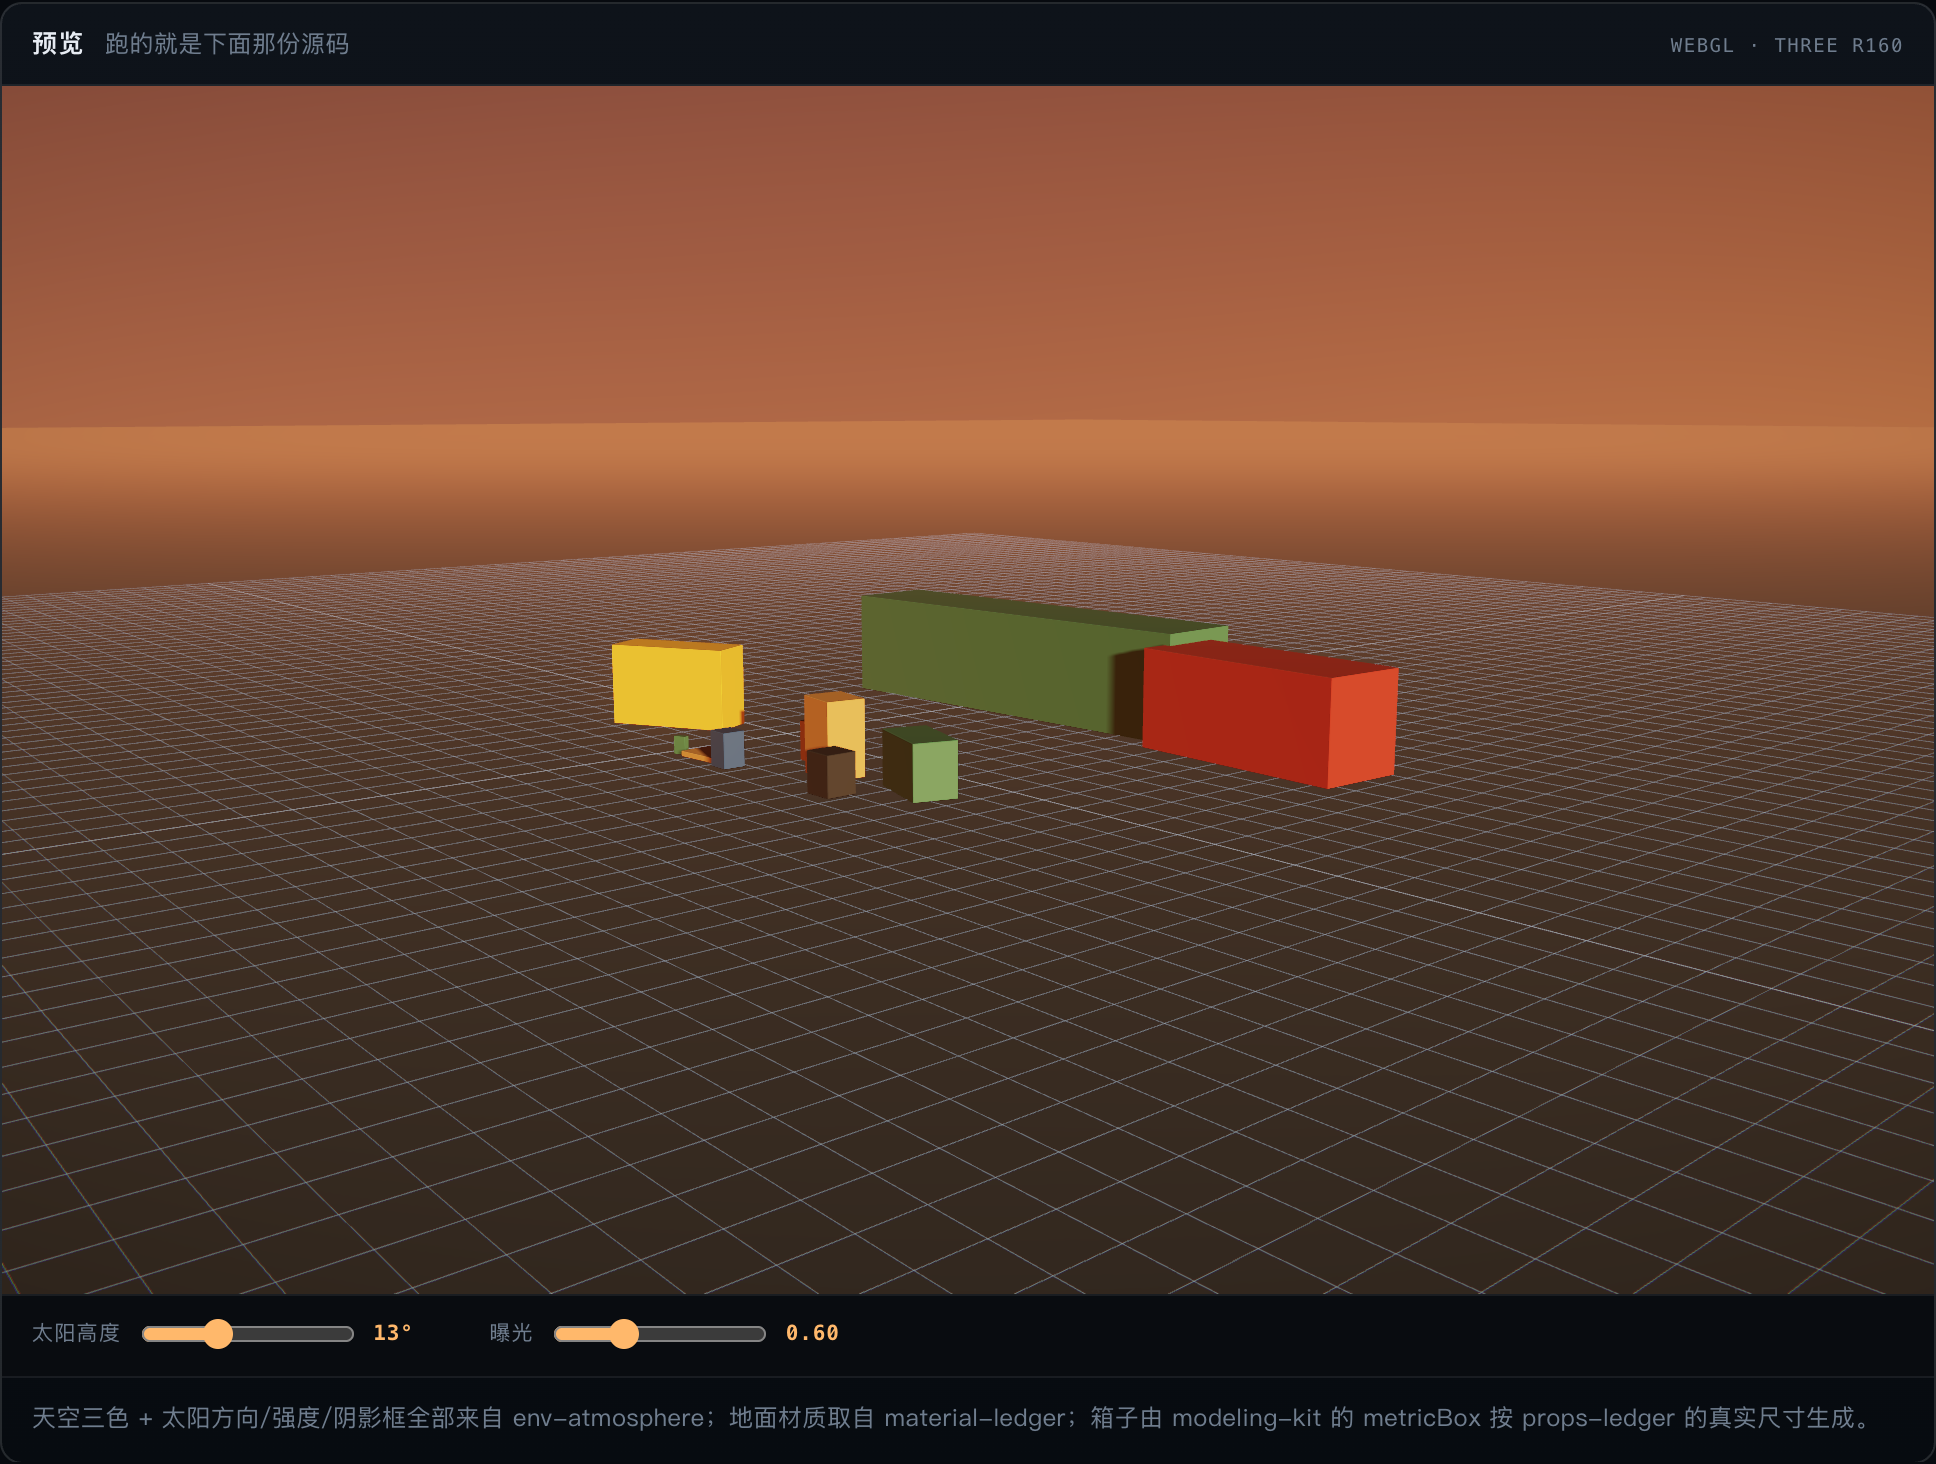 预览 跑的就是下面那份源码 WEBGL · THREE R160
太阳高度 13° 曝光 0.60
天空三色 + 太阳方向/强度/阴影框全部来自 env-atmosphere；地面材质取自 material-ledger；箱子由 modeling-kit 的 metricBox 按 props-ledger 的真实尺寸生成。